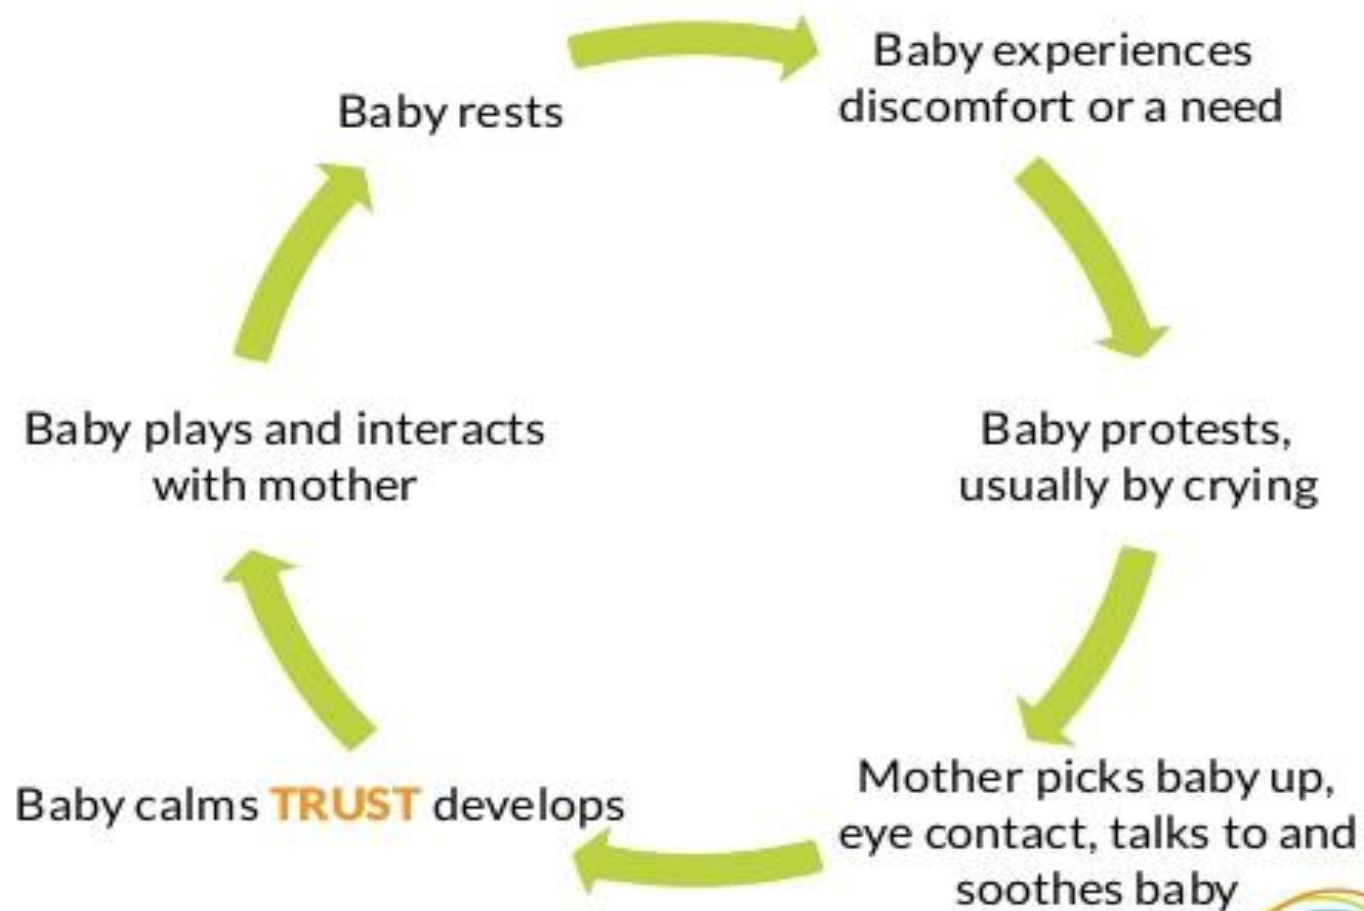 Baby rests
Baby experiences
discomfort or a need
Baby protests,
usually by crying
Mother picks baby up,
eye contact, talks to and
soothes baby
Baby calms TRUST develops
Baby plays and interacts
with mother